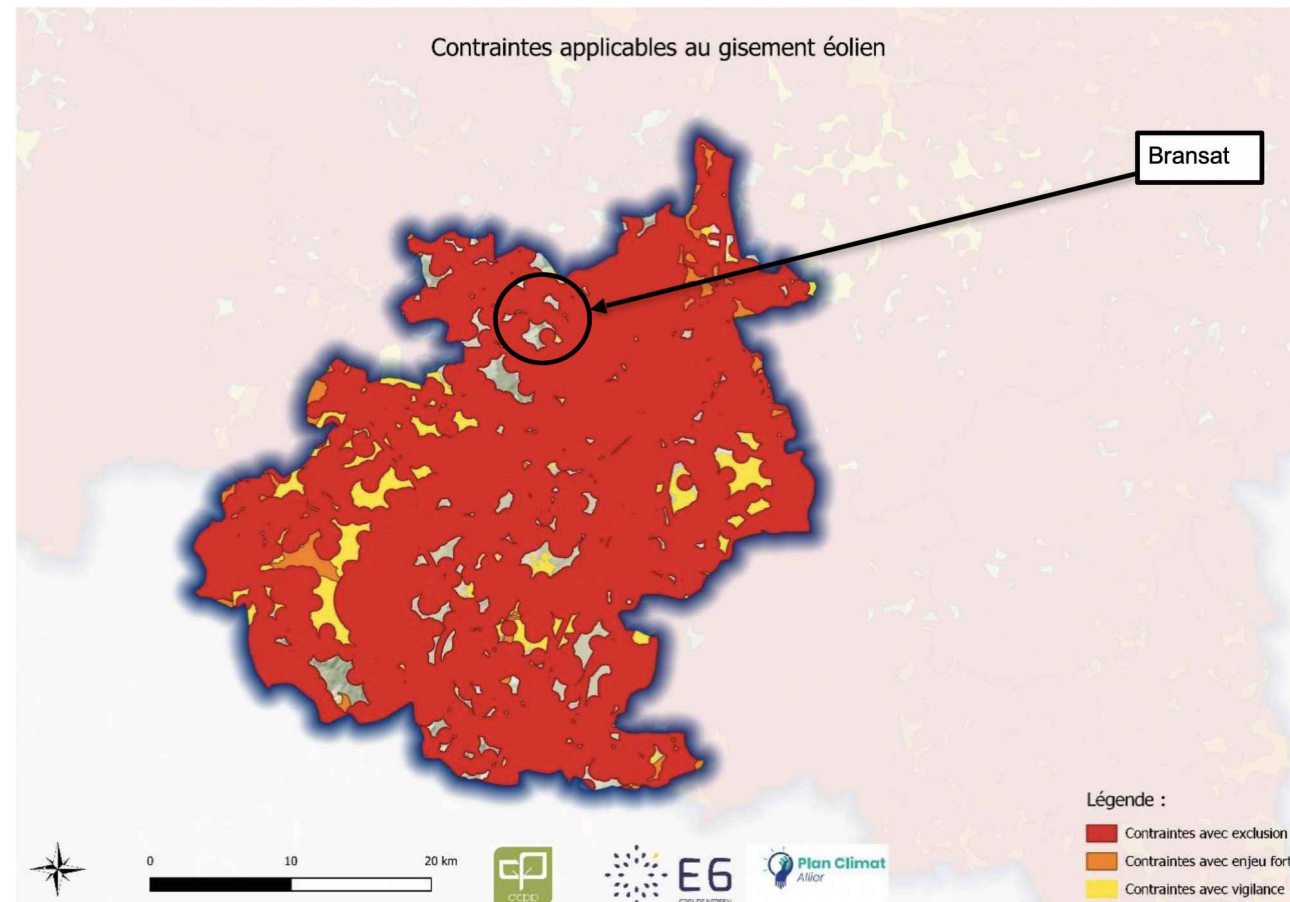 Contraintes applicables au gisement éolien
Bransat
Légende :
Contraintes avec exclusion
Contraintes avec enjeu fort
Contraintes avec vigilance
0 10 20 km
ccpp
E6
Plan Climat
Allier